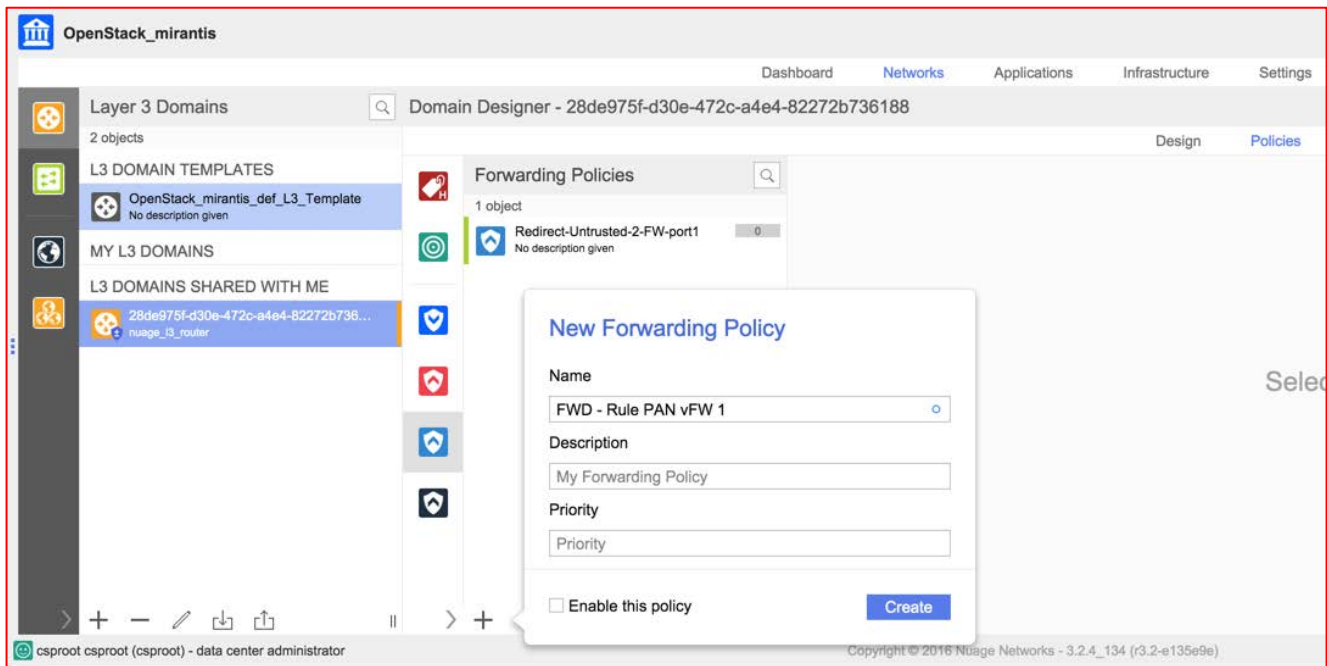 OpenStack_mirantis
Dashboard Networks Applications Infrastructure Settings
Layer 3 Domains
2 objects
L3 DOMAIN TEMPLATES
OpenStack_mirantis_def_L3_Template
No description given
MY L3 DOMAINS
L3 DOMAINS SHARED WITH ME
28de975f-d30e-472c-a4e4-82272b736...
nuage_l3_router
Domain Designer - 28de975f-d30e-472c-a4e4-82272b736188
Design Policies
H
Forwarding Policies
1 object
Redirect-Untrusted-2-FW-port1 0
No description given
New Forwarding Policy
Name
FWD - Rule PAN vFW 1
Description
My Forwarding Policy
Priority
Priority
Enable this policy Create
Selec
csproot csproot (csproot) - data center administrator
Copyright © 2016 Nuage Networks - 3.2.4_134 (r3.2-e135e9e)